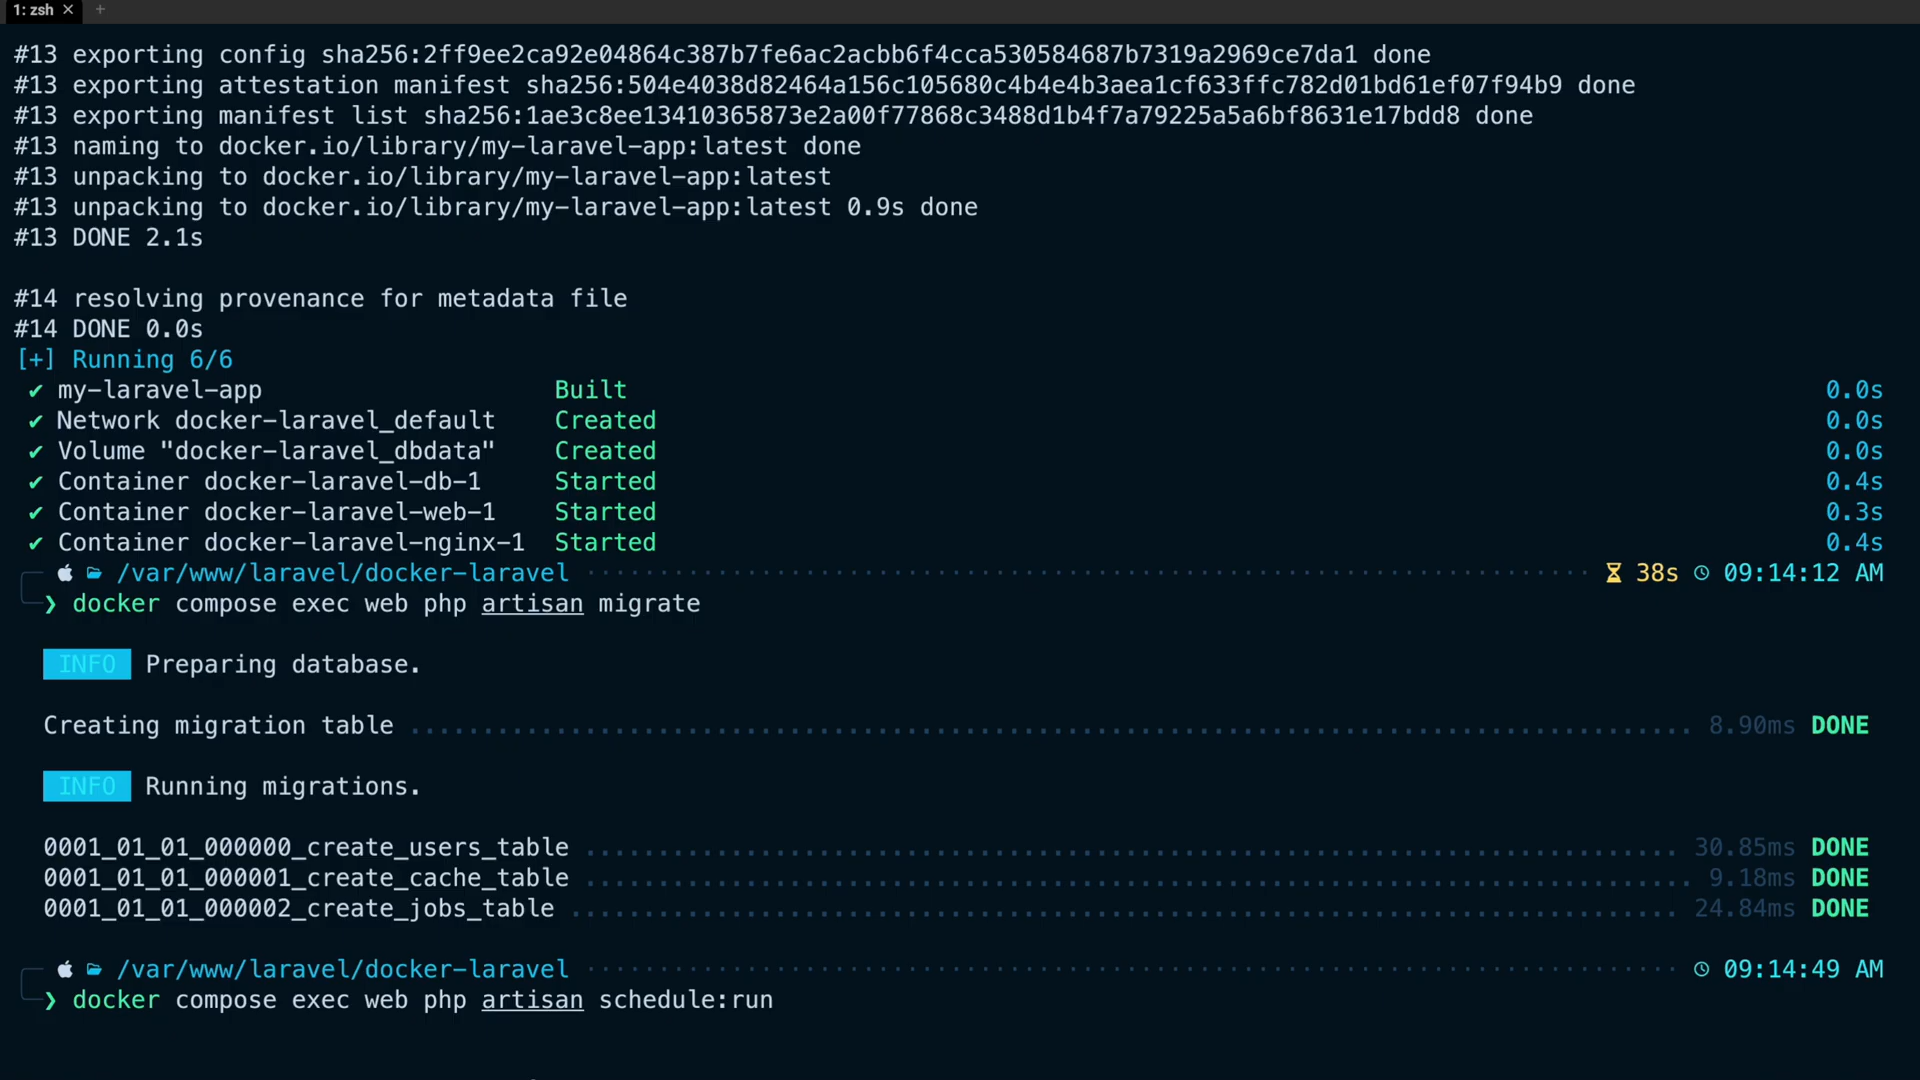 1: zsh ✕ +
#13 exporting config sha256:2ff9ee2ca92e04864c387b7fe6ac2acbb6f4cca530584687b7319a2969ce7da1 done
#13 exporting attestation manifest sha256:504e4038d82464a156c105680c4b4e4b3aea1cf633ffc782d01bd61ef07f94b9 done
#13 exporting manifest list sha256:1ae3c8ee13410365873e2a00f77868c3488d1b4f7a79225a5a6bf8631e17bdd8 done
#13 naming to docker.io/library/my-laravel-app:latest done
#13 unpacking to docker.io/library/my-laravel-app:latest
#13 unpacking to docker.io/library/my-laravel-app:latest 0.9s done
#13 DONE 2.1s
#14 resolving provenance for metadata file
#14 DONE 0.0s
[+] Running 6/6
✔ my-laravel-app Built 0.0s
✔ Network docker-laravel_default Created 0.0s
✔ Volume "docker-laravel_dbdata" Created 0.0s
✔ Container docker-laravel-db-1 Started 0.4s
✔ Container docker-laravel-web-1 Started 0.3s
✔ Container docker-laravel-nginx-1 Started 0.4s
/var/www/laravel/docker-laravel 38s 09:14:12 AM
❯ docker compose exec web php artisan migrate
INFO Preparing database.
Creating migration table 8.90ms DONE
INFO Running migrations.
0001_01_01_000000_create_users_table 30.85ms DONE
0001_01_01_000001_create_cache_table 9.18ms DONE
0001_01_01_000002_create_jobs_table 24.84ms DONE
/var/www/laravel/docker-laravel 09:14:49 AM
❯ docker compose exec web php artisan schedule:run